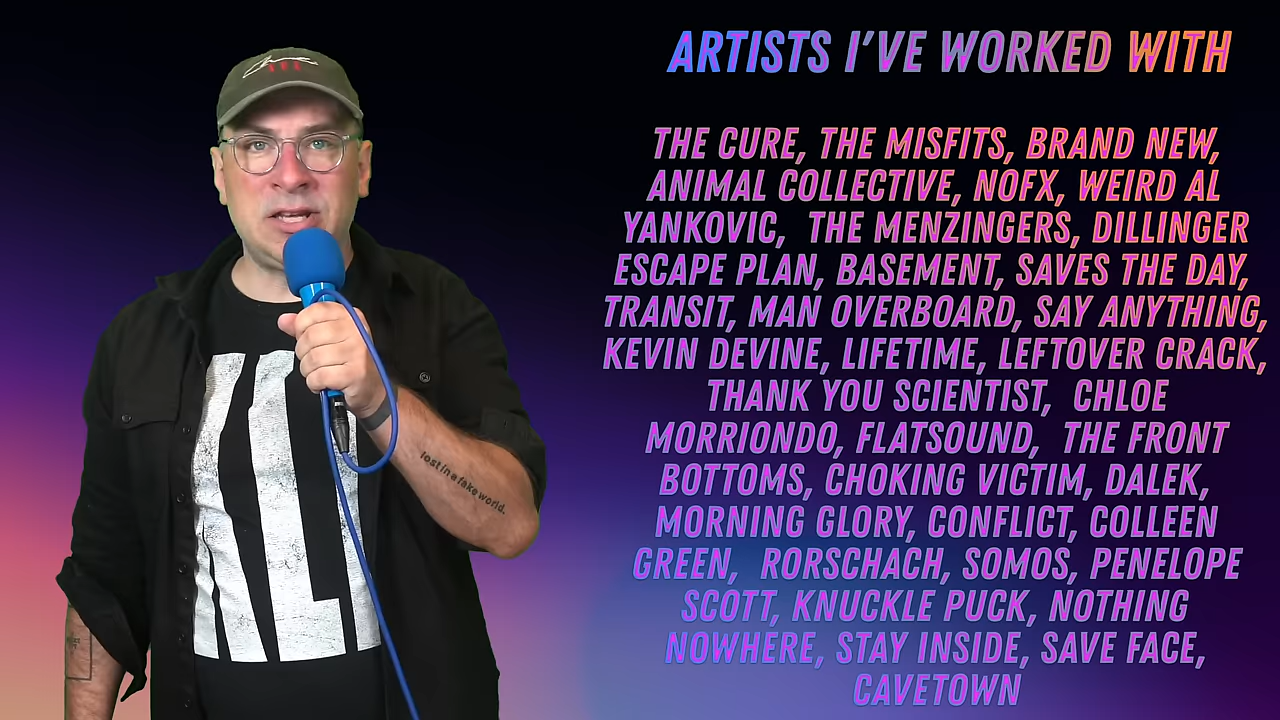 ARTISTS I'VE WORKED WITH
THE CURE, THE MISFITS, BRAND NEW,
ANIMAL COLLECTIVE, NOFX, WEIRD AL
YANKOVIC, THE MENZINGERS, DILLINGER
ESCAPE PLAN, BASEMENT, SAVES THE DAY,
TRANSIT, MAN OVERBOARD, SAY ANYTHING,
KEVIN DEVINE, LIFETIME, LEFTOVER CRACK,
THANK YOU SCIENTIST, CHLOE
MORRIONDO, FLATSOUND, THE FRONT
BOTTOMS, CHOKING VICTIM, DALEK,
MORNING GLORY, CONFLICT, COLLEEN
GREEN, RORSCHACH, SOMOS, PENELOPE
SCOTT, KNUCKLE PUCK, NOTHING
NOWHERE, STAY INSIDE, SAVE FACE,
CAVETOWN
lost in a fake world.